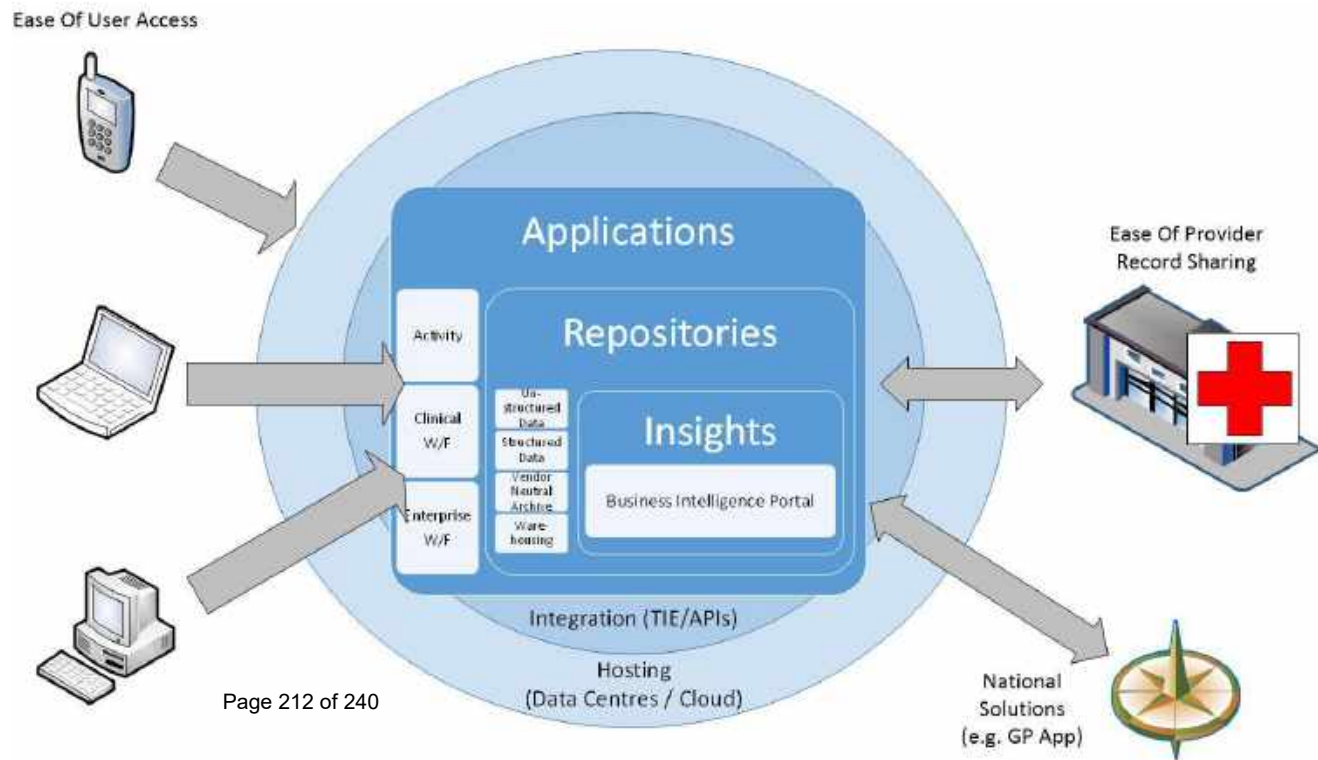 Ease Of User Access
Applications
Ease Of Provider
Record Sharing
Activity
Repositories
Clinical
W/F
Un-
structured
Data
Structured
Data
Vendor
Neutral
Archive
Ware-
housing
Insights
Business Intelligence Portal
Enterprise
W/F
Integration (TIE/APIs)
Hosting
(Data Centres / Cloud)
Page 212 of 240
National
Solutions
(e.g. GP App)